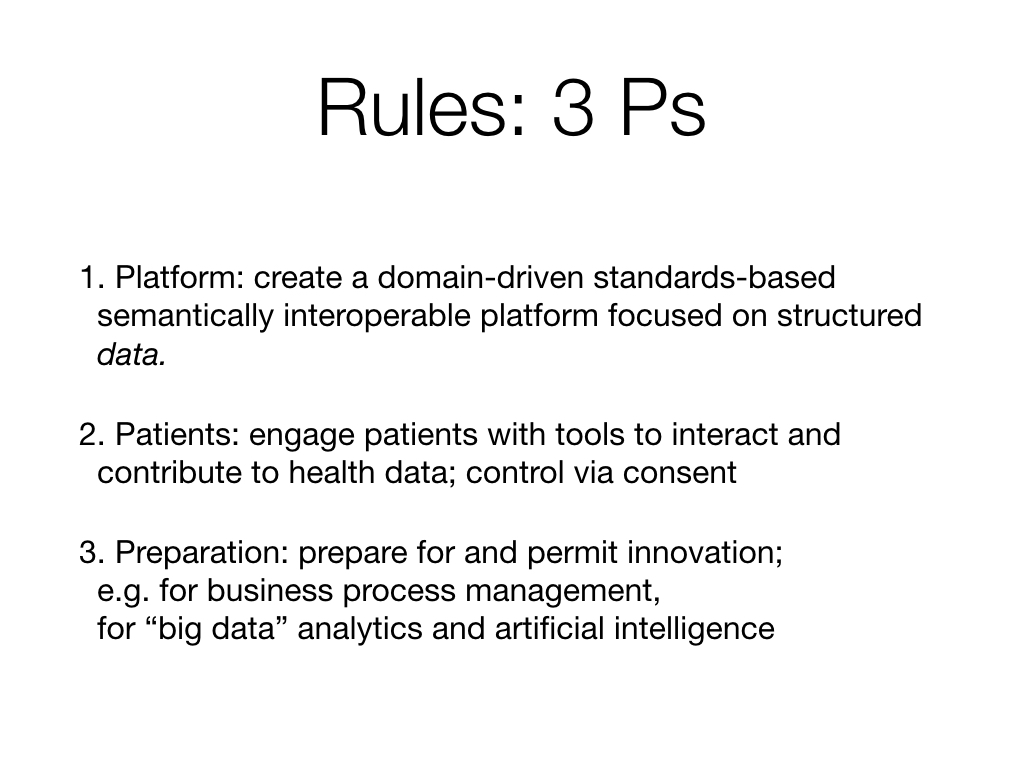 Rules: 3 Ps
1. Platform: create a domain-driven standards-based
semantically interoperable platform focused on structured
data.
2. Patients: engage patients with tools to interact and
contribute to health data; control via consent
3. Preparation: prepare for and permit innovation;
e.g. for business process management,
for “big data” analytics and artificial intelligence